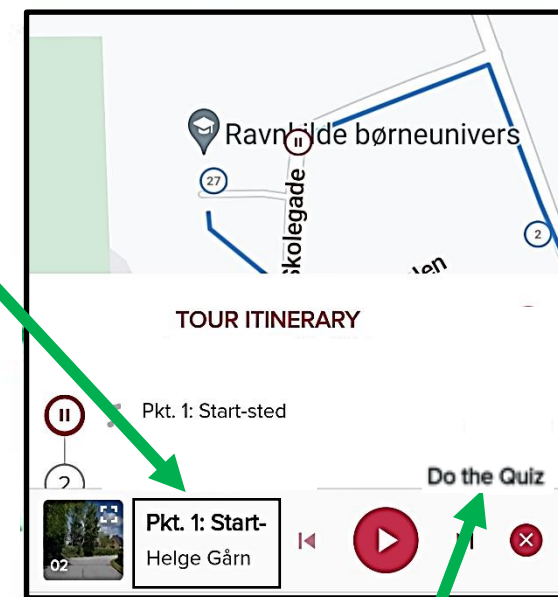 Ravnkilde børneunivers
27
Skolegade
2
TOUR ITINERARY
Pkt. 1: Start-sted
2
Do the Quiz
Pkt. 1: Start-
Helge Gårn
02